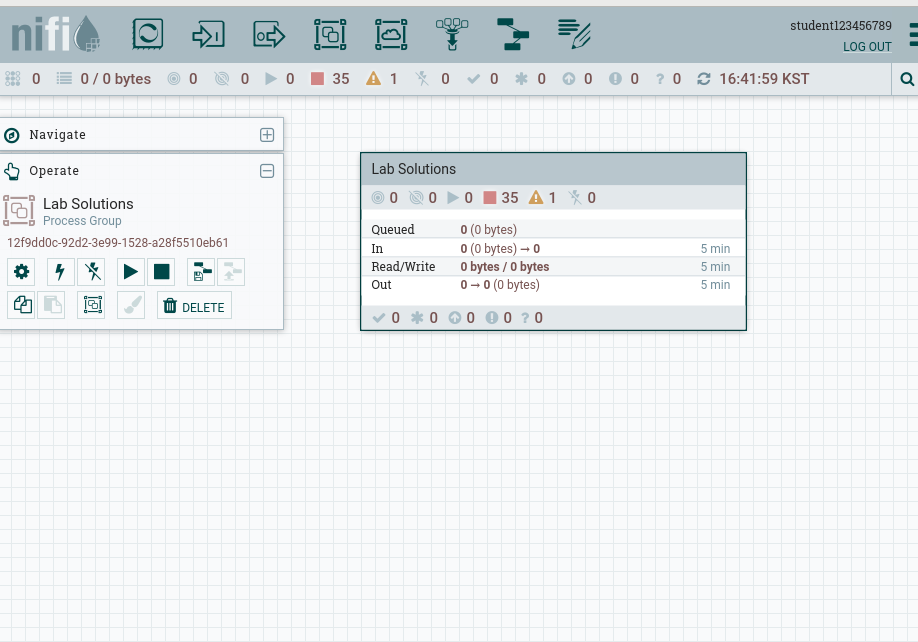 nifi
student123456789
LOG OUT
0 0 / 0 bytes 0 0 0 35 1 0 0 0 0 0 ? 0 16:41:59 KST
Navigate
Operate
Lab Solutions
Process Group
12f9dd0c-92d2-3e99-1528-a28f5510eb61
DELETE
Lab Solutions
0 0 0 35 1 0
Queued 0 (0 bytes)
In 0 (0 bytes) → 0 5 min
Read/Write 0 bytes / 0 bytes 5 min
Out 0 → 0 (0 bytes) 5 min
0 0 0 0 ? 0